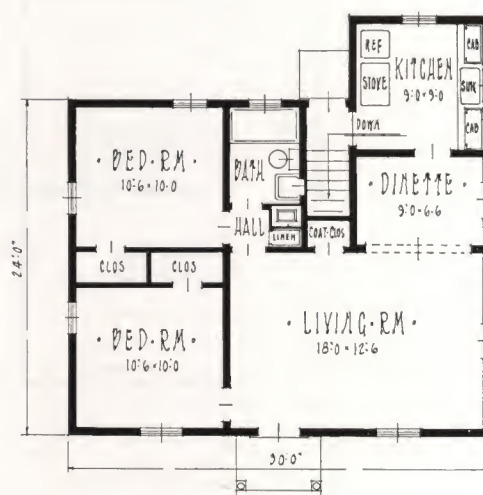 REF
CAB
STOVE
KITCHEN
9'-0 × 9'-0
SINK
CAB
DOWN
BED·RM
10'-6 × 10'-0
BATH
DINETTE
9'-0 × 6'-6
HALL
LINEN
COAT-CLOS
CLOS
CLOS
24'-0"
LIVING·RM
18'-0 × 12'-6
BED·RM
10'-6 × 10'-0
30'-0"